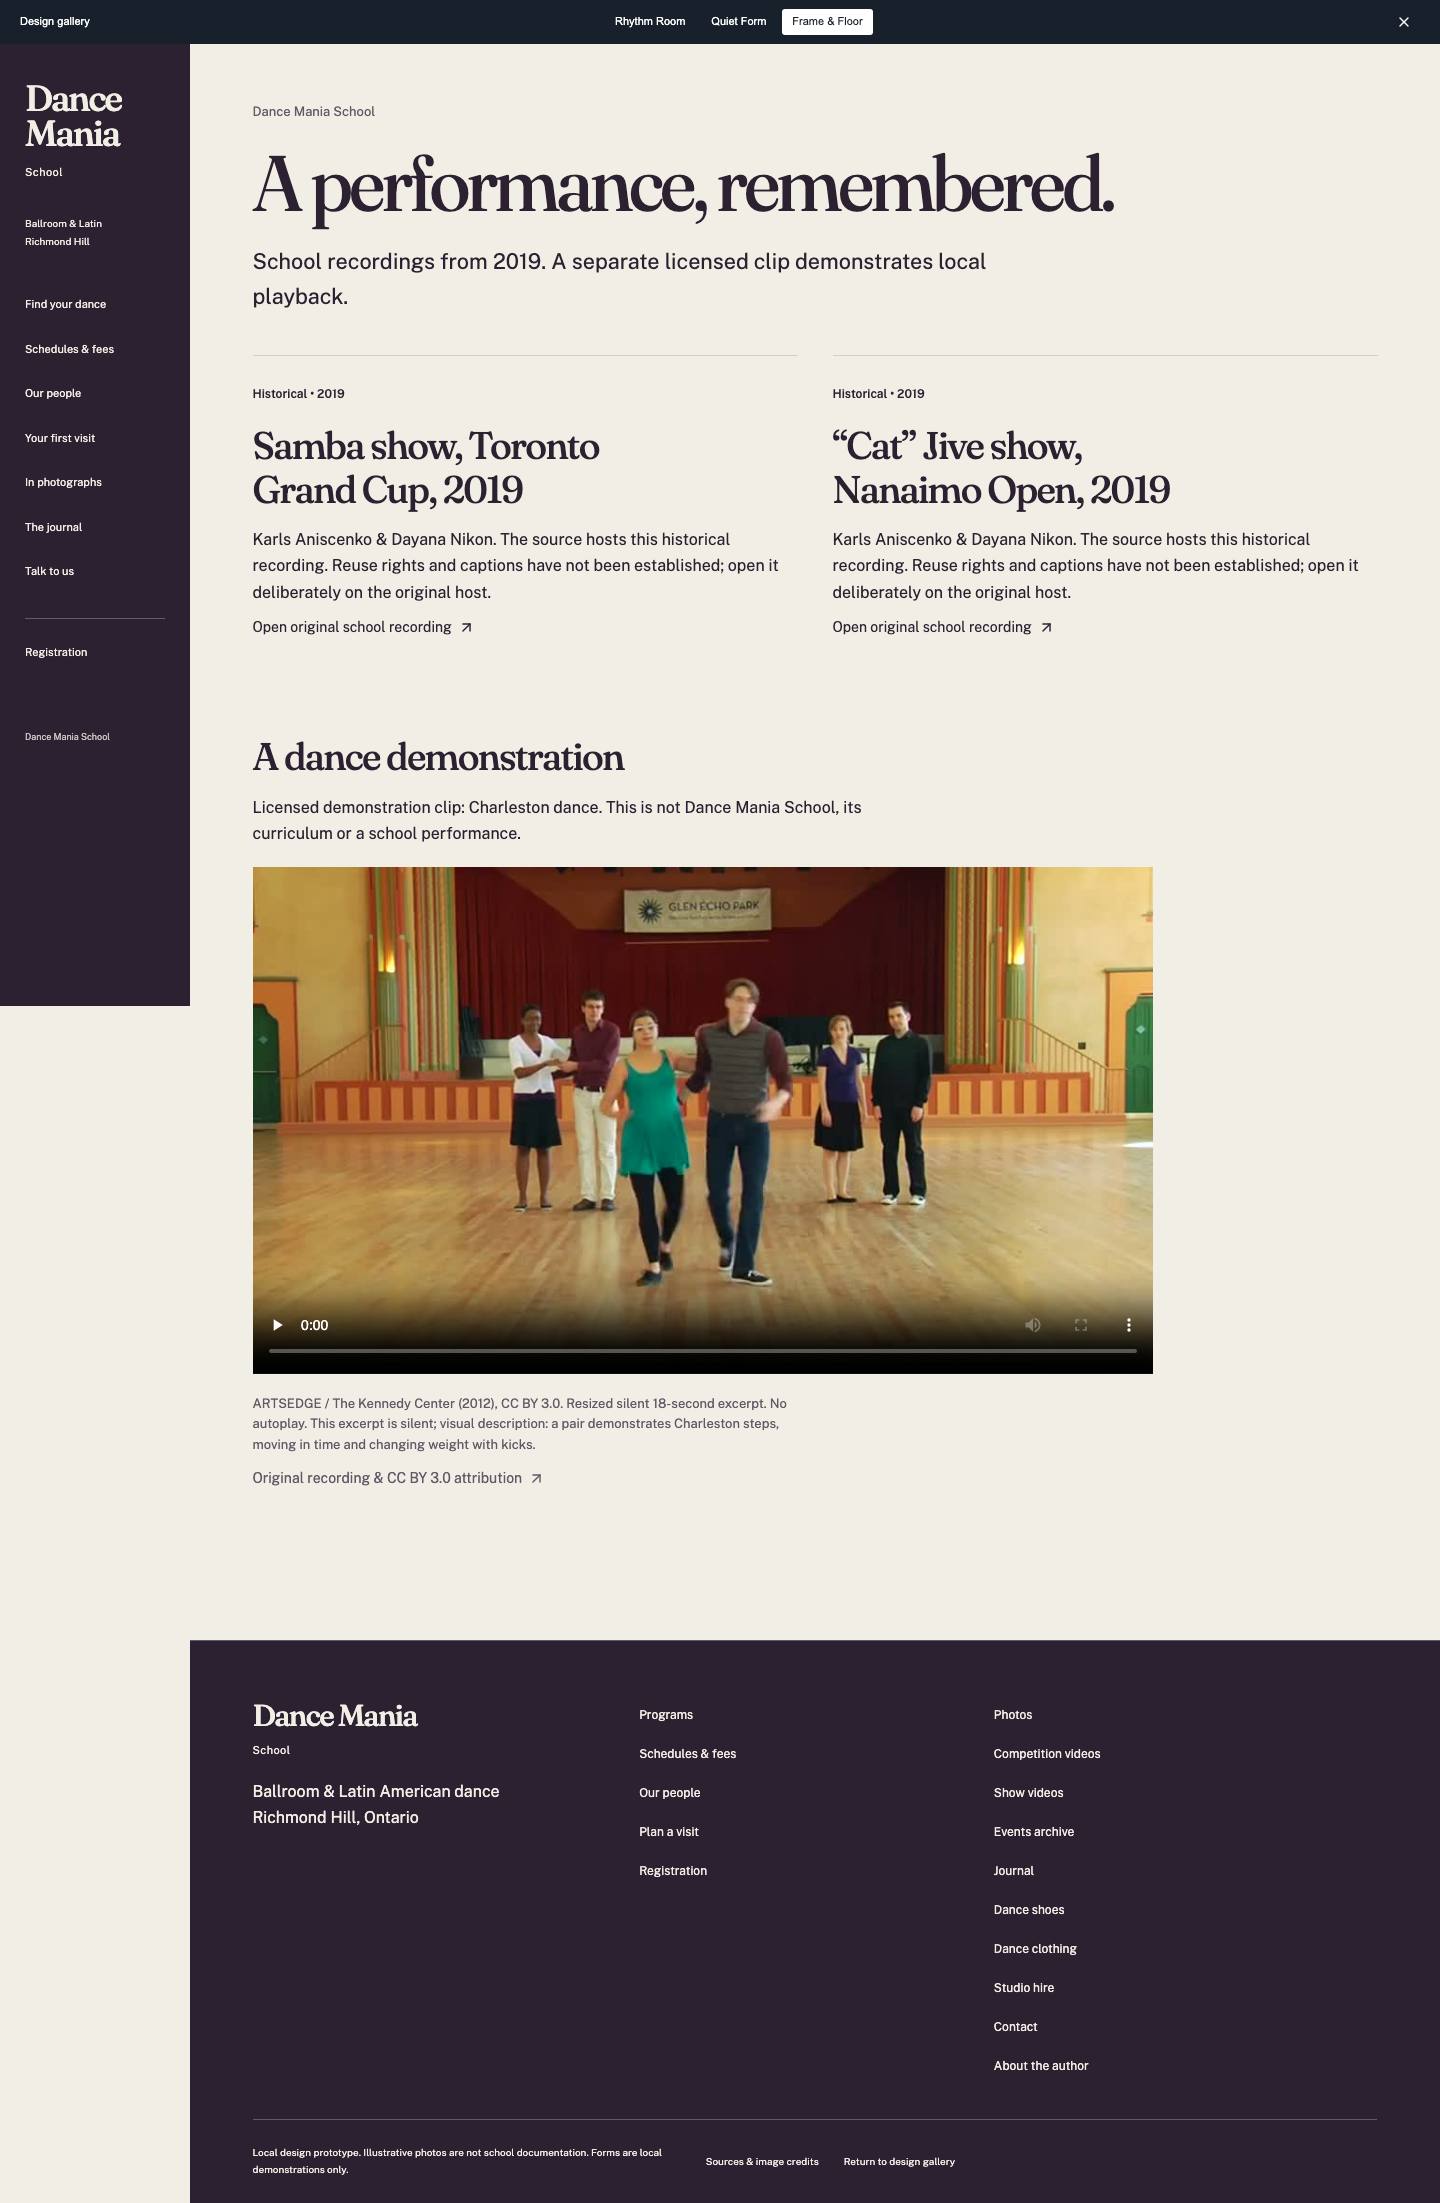 Design gallery
Rhythm Room
Quiet Form
Frame & Floor
Dance
Mania
School
Ballroom & Latin
Richmond Hill
Find your dance
Schedules & fees
Our people
Your first visit
In photographs
The journal
Talk to us
Registration
Dance Mania School
Dance Mania School
A performance, remembered.
School recordings from 2019. A separate licensed clip demonstrates local
playback.
Historical • 2019
Samba show, Toronto
Grand Cup, 2019
Karls Aniscenko & Dayana Nikon. The source hosts this historical
recording. Reuse rights and captions have not been established; open it
deliberately on the original host.
Open original school recording
Historical • 2019
“Cat” Jive show,
Nanaimo Open, 2019
Karls Aniscenko & Dayana Nikon. The source hosts this historical
recording. Reuse rights and captions have not been established; open it
deliberately on the original host.
Open original school recording
A dance demonstration
Licensed demonstration clip: Charleston dance. This is not Dance Mania School, its
curriculum or a school performance.
GLEN ECHO PARK
0:00
ARTSEDGE / The Kennedy Center (2012), CC BY 3.0. Resized silent 18-second excerpt. No
autoplay. This excerpt is silent; visual description: a pair demonstrates Charleston steps,
moving in time and changing weight with kicks.
Original recording & CC BY 3.0 attribution
Dance Mania
School
Ballroom & Latin American dance
Richmond Hill, Ontario
Programs
Schedules & fees
Our people
Plan a visit
Registration
Photos
Competition videos
Show videos
Events archive
Journal
Dance shoes
Dance clothing
Studio hire
Contact
About the author
Local design prototype. Illustrative photos are not school documentation. Forms are local
demonstrations only.
Sources & image credits
Return to design gallery